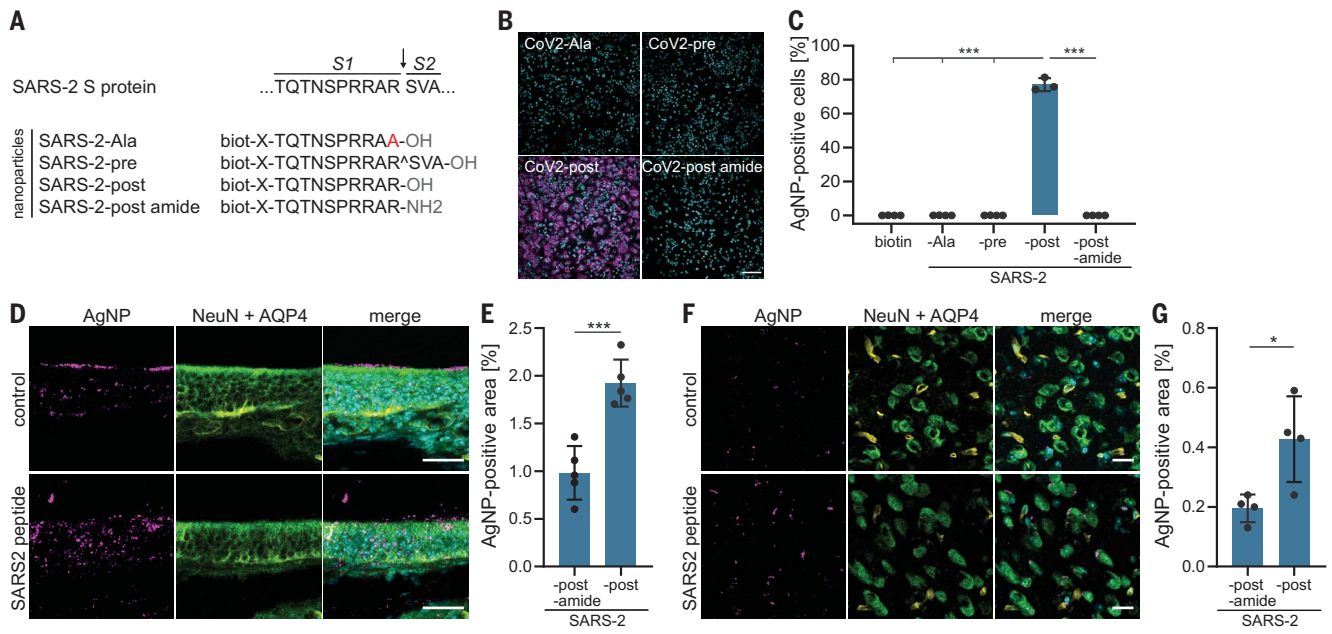 A
S1 S2
SARS-2 S protein ...TQTNSPRRAR SVA...
nanoparticles
SARS-2-Ala biot-X-TQTNSPRRAA-OH
SARS-2-pre biot-X-TQTNSPRRAR^SVA-OH
SARS-2-post biot-X-TQTNSPRRAR-OH
SARS-2-post amide biot-X-TQTNSPRRAR-NH2
B
CoV2-Ala CoV2-pre
CoV2-post CoV2-post amide
C
AgNP-positive cells [%]
100
80
60
40
20
0
*** ***
biotin -Ala -pre -post -post
-amide
SARS-2
D
AgNP NeuN + AQP4 merge
control
SARS2 peptide
E
AgNP-positive area [%]
2.5
2.0
1.5
1.0
0.5
0.0
***
-post -post
-amide
SARS-2
F
AgNP NeuN + AQP4 merge
control
SARS2 peptide
G
AgNP-positive area [%]
0.8
0.6
0.4
0.2
0.0
*
-post -post
-amide
SARS-2